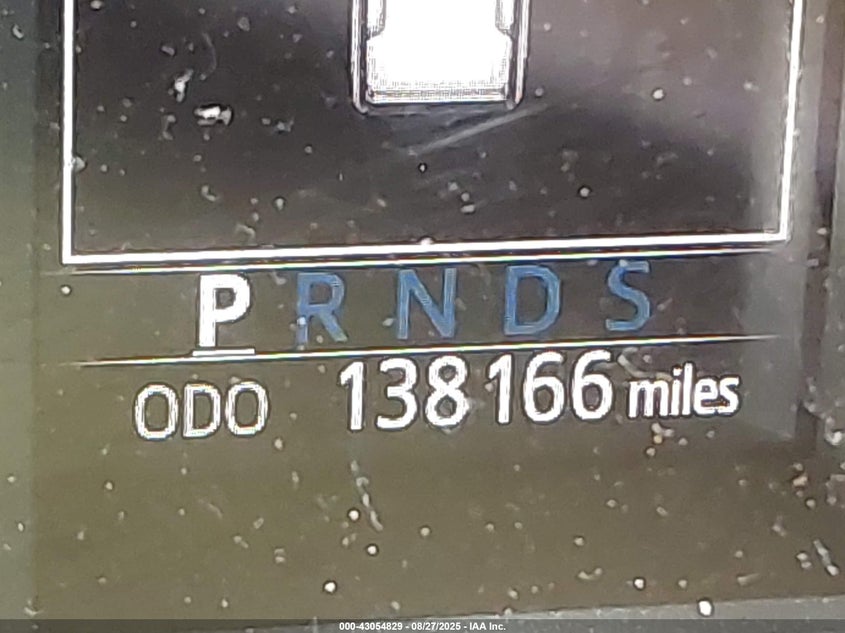 P R N D S
ODO 138166 miles
000-43054829 - 08/27/2025 - IAA Inc.